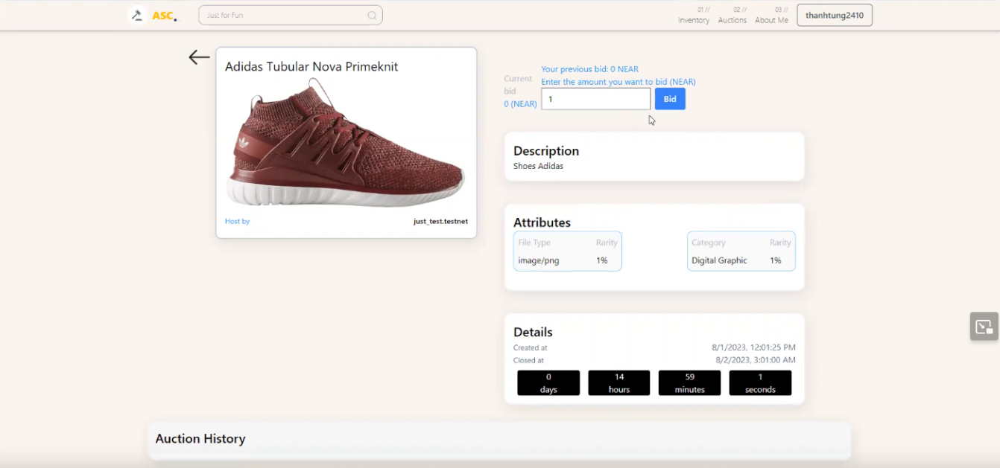 ASC.
Just for Fun
01 //
Inventory
02 //
Auctions
03 //
About Me
thanhtung2410
Adidas Tubular Nova Primeknit
Host by
just_test.testnet
Current
bid
0 (NEAR)
Your previous bid: 0 NEAR
Enter the amount you want to bid (NEAR)
1
Bid
Description
Shoes Adidas
Attributes
File Type Rarity
image/png 1%
Category Rarity
Digital Graphic 1%
Details
Created at 8/1/2023, 12:01:25 PM
Closed at 8/2/2023, 3:01:00 AM
0
days
14
hours
59
minutes
1
seconds
Auction History